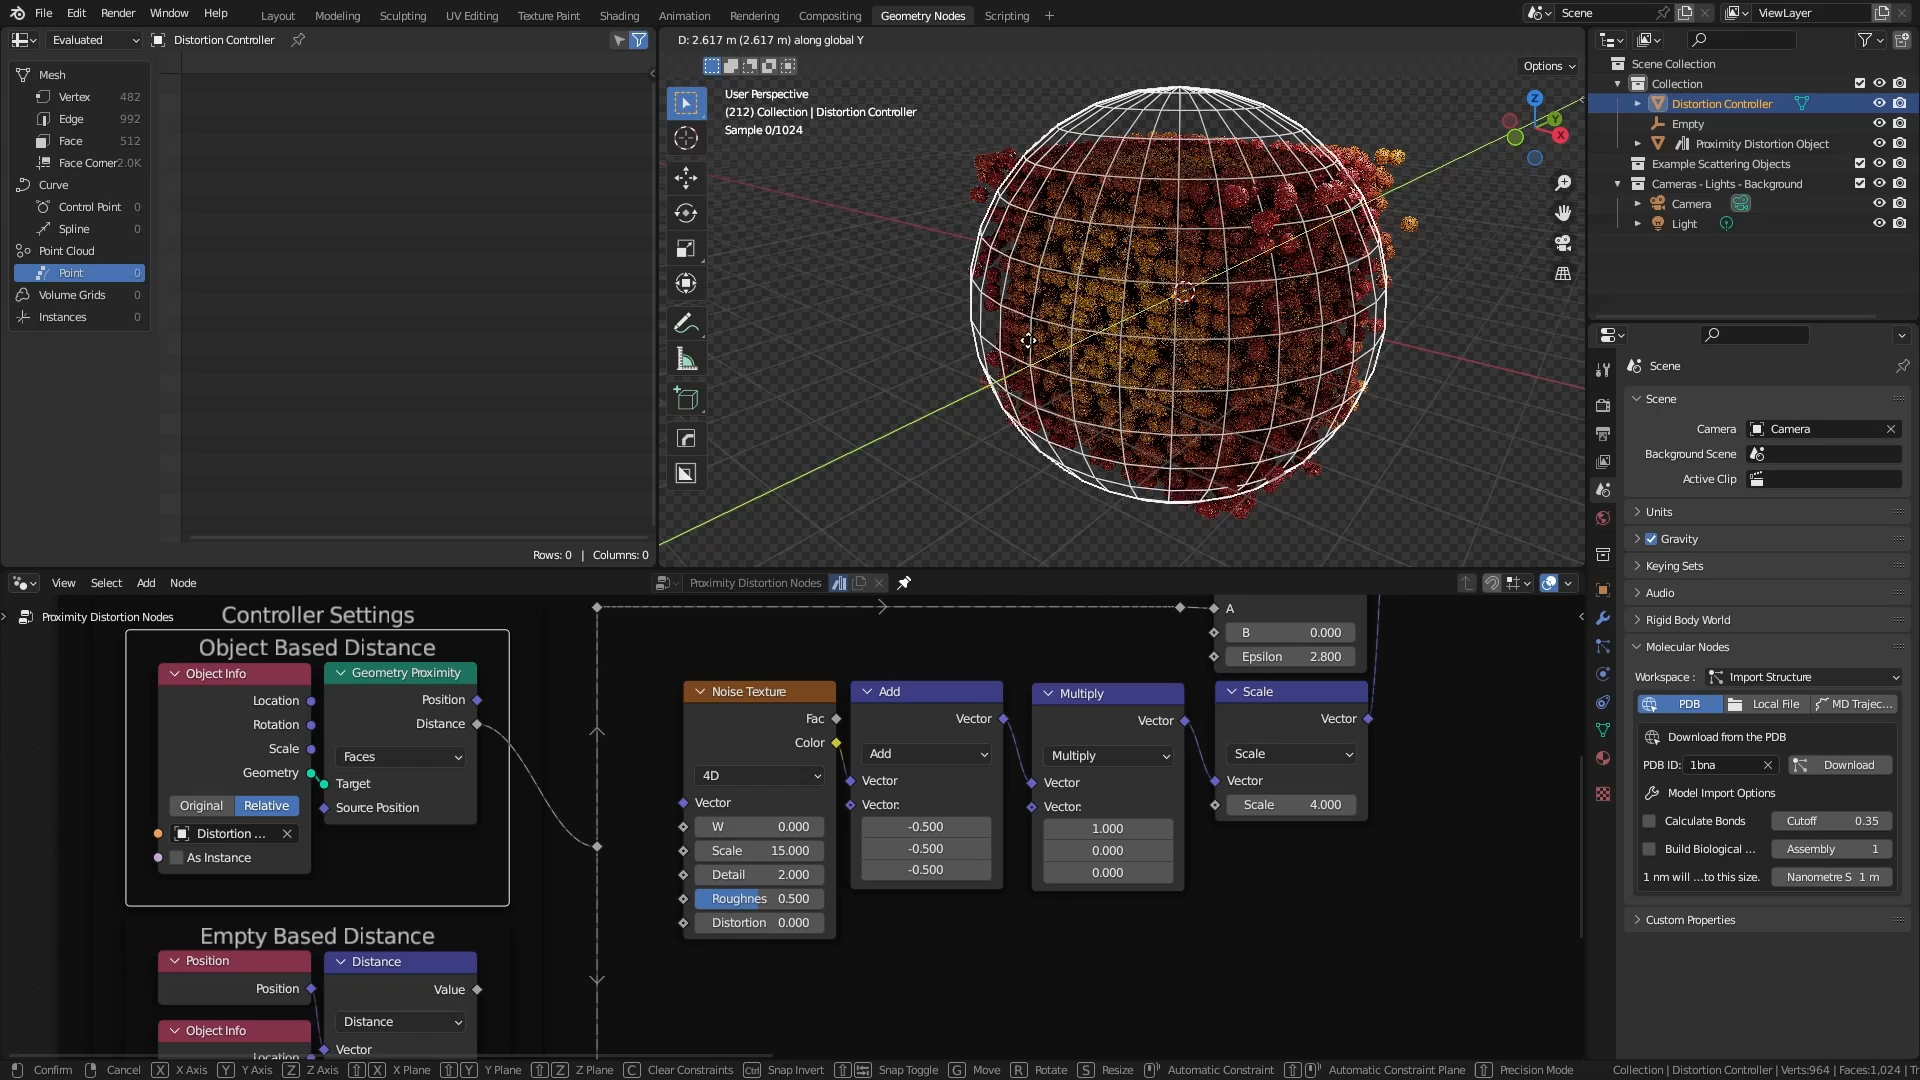 File Edit Render Window Help
Layout Modeling Sculpting UV Editing Texture Paint Shading Animation Rendering Compositing Geometry Nodes Scripting +
Scene
ViewLayer
Evaluated
Distortion Controller
Mesh
Vertex 482
Edge 992
Face 512
Face Corner 2.0K
Curve
Control Point 0
Spline 0
Point Cloud
Point 0
Volume Grids 0
Instances 0
Rows: 0 | Columns: 0
D: 2.617 m (2.617 m) along global Y
Options
User Perspective
(212) Collection | Distortion Controller
Sample 0/1024
Z
Y
X
Scene Collection
Collection
Distortion Controller
Empty
Proximity Distortion Object
Example Scattering Objects
Cameras - Lights - Background
Camera
Light
Scene
Scene
Camera Camera
Background Scene
Active Clip
Units
Gravity
Keying Sets
Audio
Rigid Body World
Molecular Nodes
Workspace : Import Structure
PDB Local File MD Trajec...
Download from the PDB
PDB ID: 1bna Download
Model Import Options
Calculate Bonds Cutoff 0.35
Build Biological ... Assembly 1
1 nm will ...to this size. Nanometre S 1 m
Custom Properties
View Select Add Node
Proximity Distortion Nodes
Proximity Distortion Nodes
Controller Settings
Object Based Distance
Object Info
Location
Rotation
Scale
Geometry
Original Relative
Distortion ...
As Instance
Geometry Proximity
Position
Distance
Faces
Target
Source Position
Empty Based Distance
Position
Position
Object Info
Location
Distance
Value
Distance
Vector
Noise Texture
Fac
Color
4D
Vector
W 0.000
Scale 15.000
Detail 2.000
Roughnes 0.500
Distortion 0.000
Add
Vector
Add
Vector
Vector:
-0.500
-0.500
-0.500
Multiply
Vector
Multiply
Vector
Vector:
1.000
0.000
0.000
A
B 0.000
Epsilon 2.800
Scale
Vector
Scale
Vector
Scale 4.000
Confirm Cancel X X Axis Y Y Axis Z Z Axis X X Plane Y Y Plane Z Z Plane C Clear Constraints Ctrl Snap Invert Snap Toggle G Move R Rotate S Resize Automatic Constraint Automatic Constraint Plane Precision Mode Collection | Distortion Controller | Verts:964 | Faces:1,024 | Tr